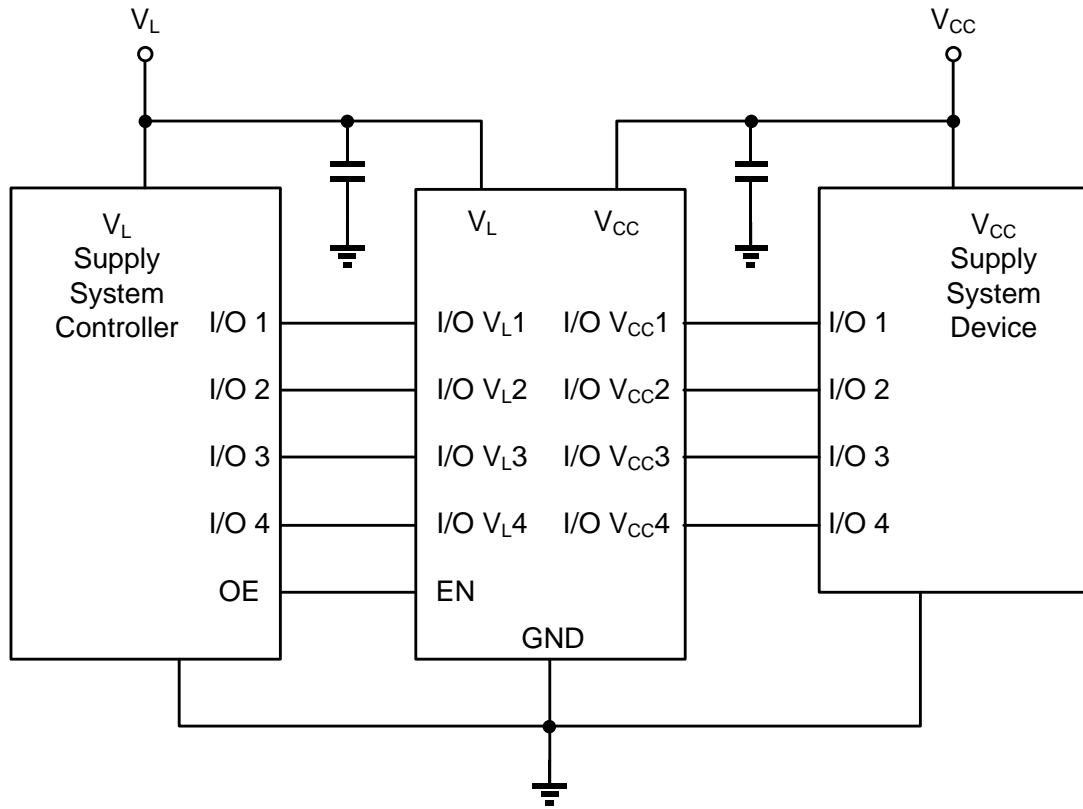 V_L
V_CC
V_L
Supply
System
Controller
I/O 1
I/O 2
I/O 3
I/O 4
OE
V_L
V_CC
I/O V_L1
I/O V_CC1
I/O V_L2
I/O V_CC2
I/O V_L3
I/O V_CC3
I/O V_L4
I/O V_CC4
EN
GND
V_CC
Supply
System
Device
I/O 1
I/O 2
I/O 3
I/O 4